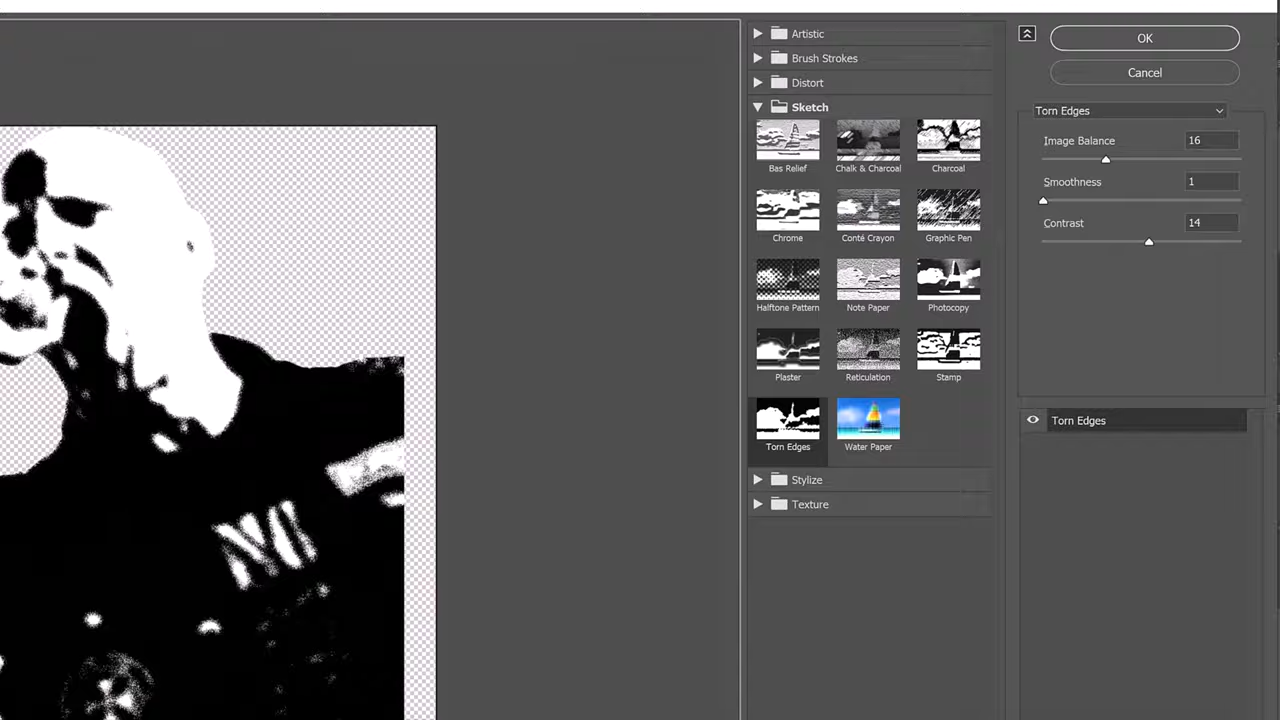 Artistic
Brush Strokes
Distort
Sketch
Bas Relief
Chalk & Charcoal
Charcoal
Chrome
Conté Crayon
Graphic Pen
Halftone Pattern
Note Paper
Photocopy
Plaster
Reticulation
Stamp
Torn Edges
Water Paper
Stylize
Texture
OK
Cancel
Torn Edges
Image Balance 16
Smoothness 1
Contrast 14
Torn Edges